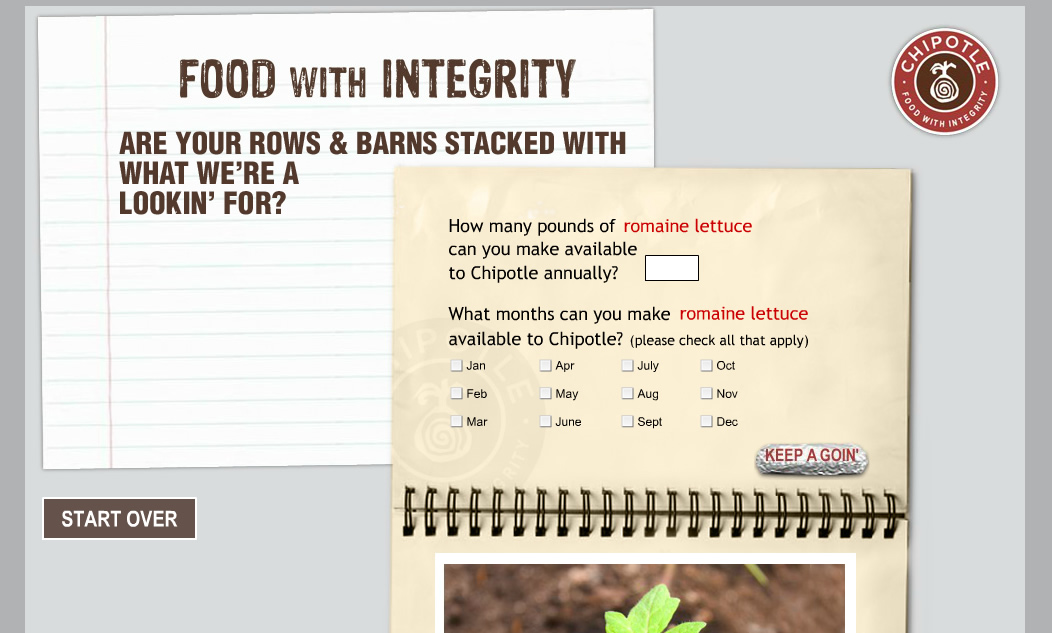 FOOD WITH INTEGRITY
ARE YOUR ROWS & BARNS STACKED WITH
WHAT WE'RE A
LOOKIN' FOR?
CHIPOTLE
FOOD WITH INTEGRITY
How many pounds of romaine lettuce
can you make available
to Chipotle annually?
What months can you make romaine lettuce
available to Chipotle? (please check all that apply)
Jan Apr July Oct
Feb May Aug Nov
Mar June Sept Dec
KEEP A GOIN'
START OVER